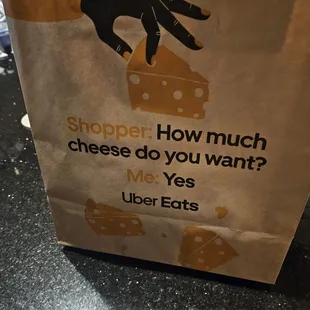 Shopper: How much
cheese do you want?
Me: Yes
Uber Eats